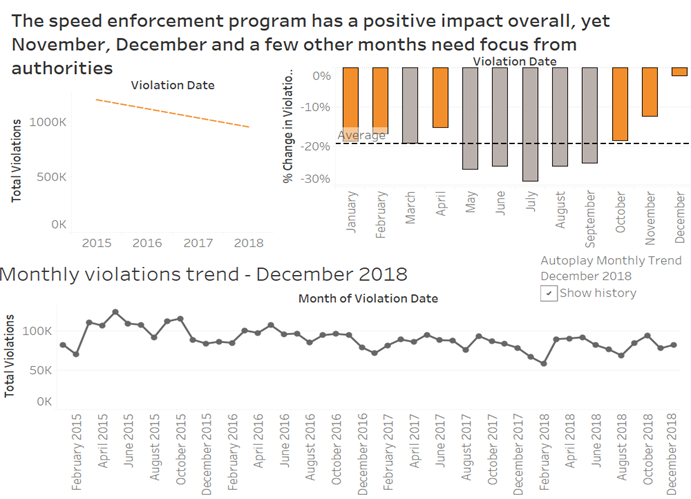 The speed enforcement program has a positive impact overall, yet
November, December and a few other months need focus from
authorities
Violation Date
Total Violations
1000K
500K
0K
2015 2016 2017 2018
Violation Date
% Change in Violatio..
0%
-10%
-20%
-30%
Average
January February March April May June July August September October November December
Autoplay Monthly Trend
December 2018
✔ Show history
Monthly violations trend - December 2018
Month of Violation Date
Total Violations
100K
50K
0K
February 2015 April 2015 June 2015 August 2015 October 2015 December 2015 February 2016 April 2016 June 2016 August 2016 October 2016 December 2016 February 2017 April 2017 June 2017 August 2017 October 2017 December 2017 February 2018 April 2018 June 2018 August 2018 October 2018 December 2018